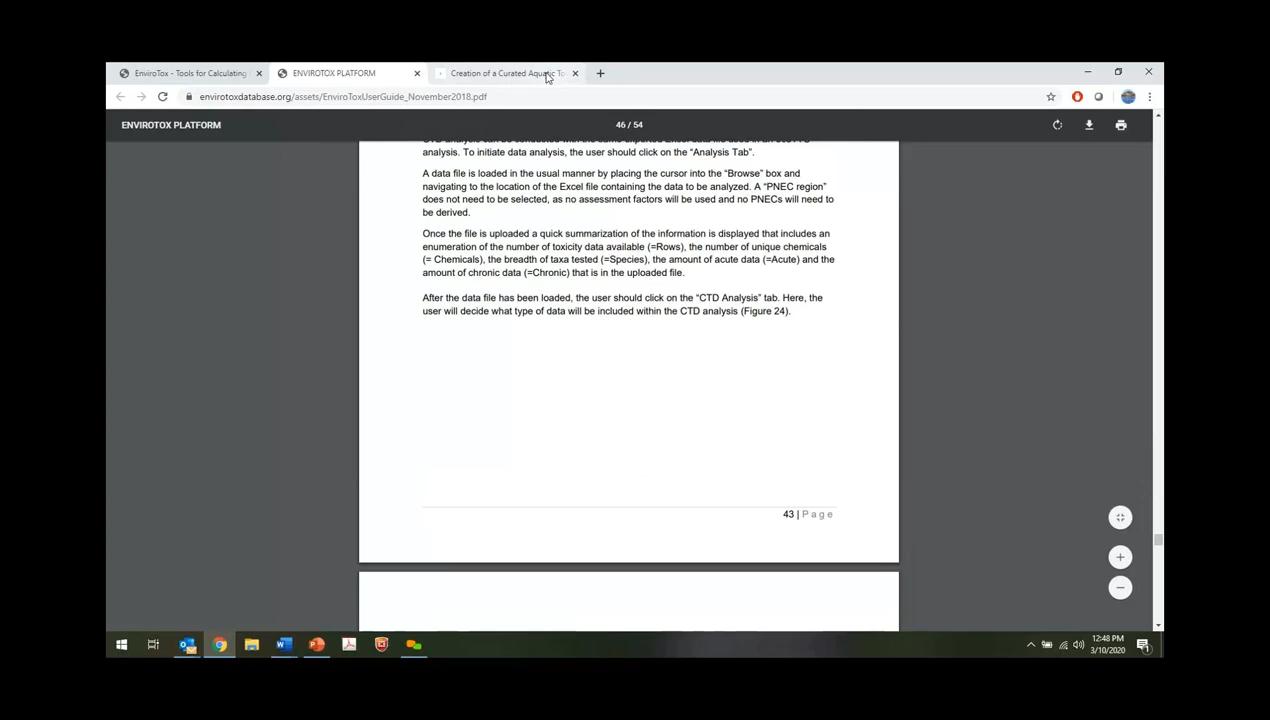 EnviroTox - Tools for Calculating
ENVIROTOX PLATFORM
Creation of a Curated Aquatic To
envirotoxdatabase.org/assets/EnviroToxUserGuide_November2018.pdf
ENVIROTOX PLATFORM
46 / 54
analysis. To initiate data analysis, the user should click on the “Analysis Tab”.
A data file is loaded in the usual manner by placing the cursor into the “Browse” box and
navigating to the location of the Excel file containing the data to be analyzed. A “PNEC region”
does not need to be selected, as no assessment factors will be used and no PNECs will need to
be derived.
Once the file is uploaded a quick summarization of the information is displayed that includes an
enumeration of the number of toxicity data available (=Rows), the number of unique chemicals
(= Chemicals), the breadth of taxa tested (=Species), the amount of acute data (=Acute) and the
amount of chronic data (=Chronic) that is in the uploaded file.
After the data file has been loaded, the user should click on the “CTD Analysis” tab. Here, the
user will decide what type of data will be included within the CTD analysis (Figure 24).
43 | Page
12:48 PM
3/10/2020